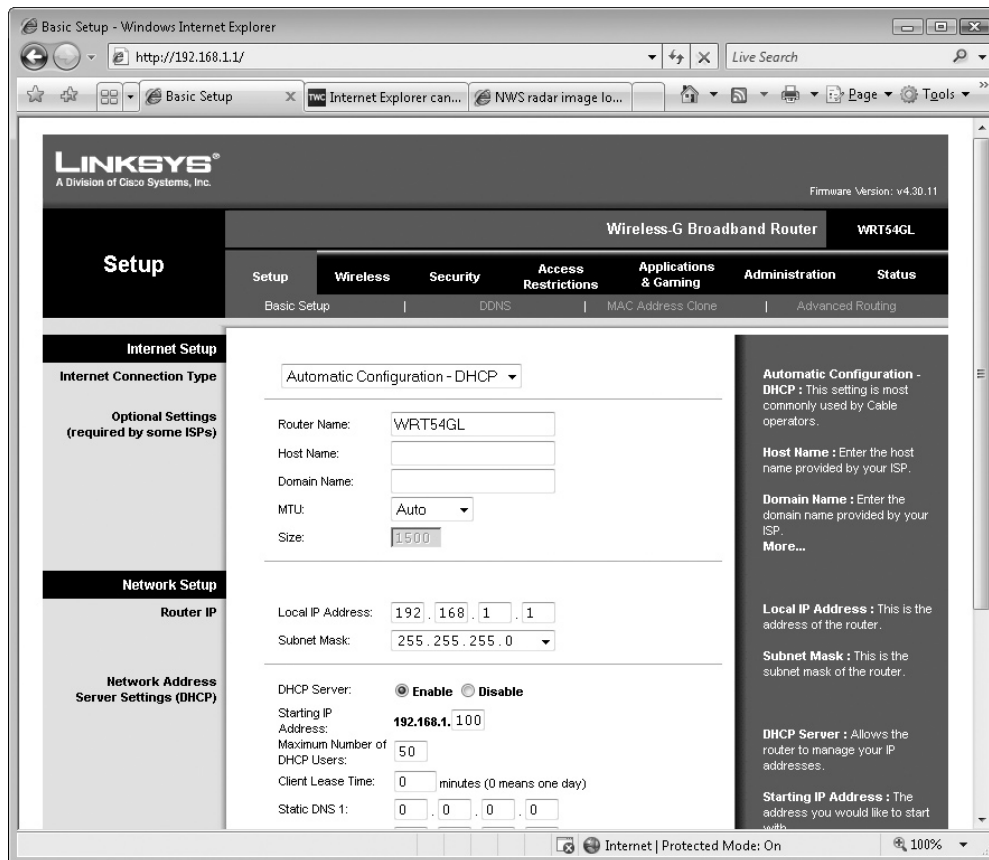 Basic Setup - Windows Internet Explorer
http://192.168.1.1/
Live Search
Basic Setup
TWC Internet Explorer can...
NWS radar image lo...
Page
Tools
LINKSYS®
A Division of Cisco Systems, Inc.
Firmware Version: v4.30.11
Wireless-G Broadband Router WRT54GL
Setup
Setup Wireless Security Access Restrictions Applications & Gaming Administration Status
Basic Setup | DDNS | MAC Address Clone | Advanced Routing
Internet Setup
Internet Connection Type
Automatic Configuration - DHCP
Optional Settings
(required by some ISPs)
Router Name: WRT54GL
Host Name:
Domain Name:
MTU: Auto
Size: 1500
Automatic Configuration -
DHCP : This setting is most
commonly used by Cable
operators.
Host Name : Enter the host
name provided by your ISP.
Domain Name : Enter the
domain name provided by your
ISP.
More...
Network Setup
Router IP
Local IP Address: 192 . 168 . 1 . 1
Subnet Mask: 255.255.255.0
Local IP Address : This is the
address of the router.
Subnet Mask : This is the
subnet mask of the router.
Network Address
Server Settings (DHCP)
DHCP Server: Enable Disable
Starting IP
Address: 192.168.1. 100
Maximum Number of
DHCP Users: 50
Client Lease Time: 0 minutes (0 means one day)
Static DNS 1: 0 . 0 . 0 . 0
DHCP Server : Allows the
router to manage your IP
addresses.
Starting IP Address : The
address you would like to start
with.
Internet | Protected Mode: On
100%